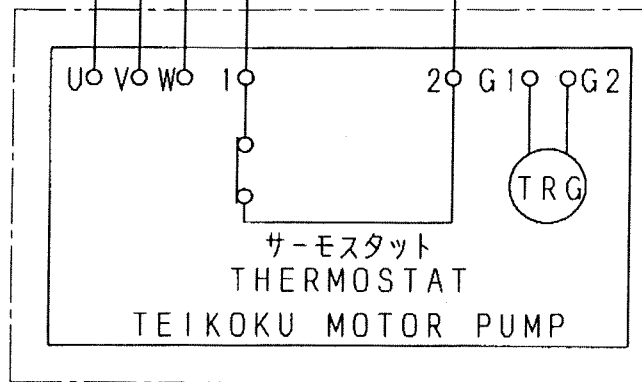 U V W 1 2 G1 G2
TRG
サーモスタット
THERMOSTAT
TEIKOKU MOTOR PUMP